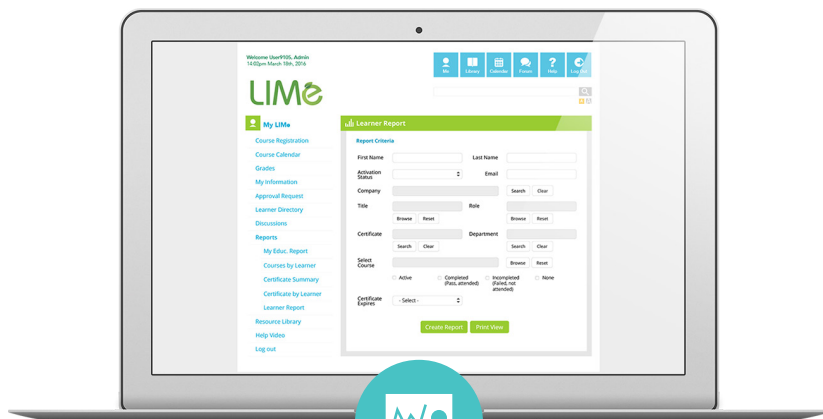 Welcome User9105, Admin
14:02pm March 18th, 2016
Me Library Calendar Forum Help Log Out
LIMe
My LIMe
Course Registration
Course Calendar
Grades
My Information
Approval Request
Learner Directory
Discussions
Reports
My Educ. Report
Courses by Learner
Certificate Summary
Certificate by Learner
Learner Report
Resource Library
Help Video
Log out
Learner Report
Report Criteria
First Name Last Name
Activation Status Email
Company Search Clear
Title Role
Browse Reset Browse Reset
Certificate Department
Search Clear Search Clear
Select Course Browse Reset
Active Completed (Pass, attended) Incompleted (Failed, not attended) None
Certificate Expires - Select -
Create Report Print View